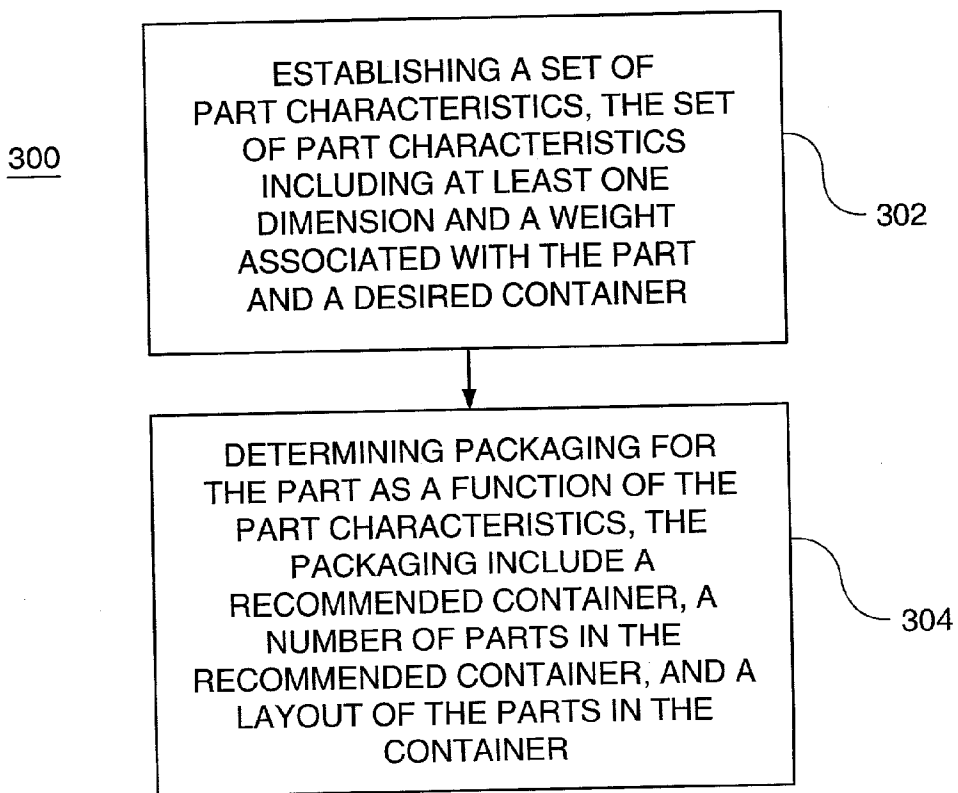 300
ESTABLISHING A SET OF
PART CHARACTERISTICS, THE SET
OF PART CHARACTERISTICS
INCLUDING AT LEAST ONE
DIMENSION AND A WEIGHT
ASSOCIATED WITH THE PART
AND A DESIRED CONTAINER
302
DETERMINING PACKAGING FOR
THE PART AS A FUNCTION OF THE
PART CHARACTERISTICS, THE
PACKAGING INCLUDE A
RECOMMENDED CONTAINER, A
NUMBER OF PARTS IN THE
RECOMMENDED CONTAINER, AND A
LAYOUT OF THE PARTS IN THE
CONTAINER
304